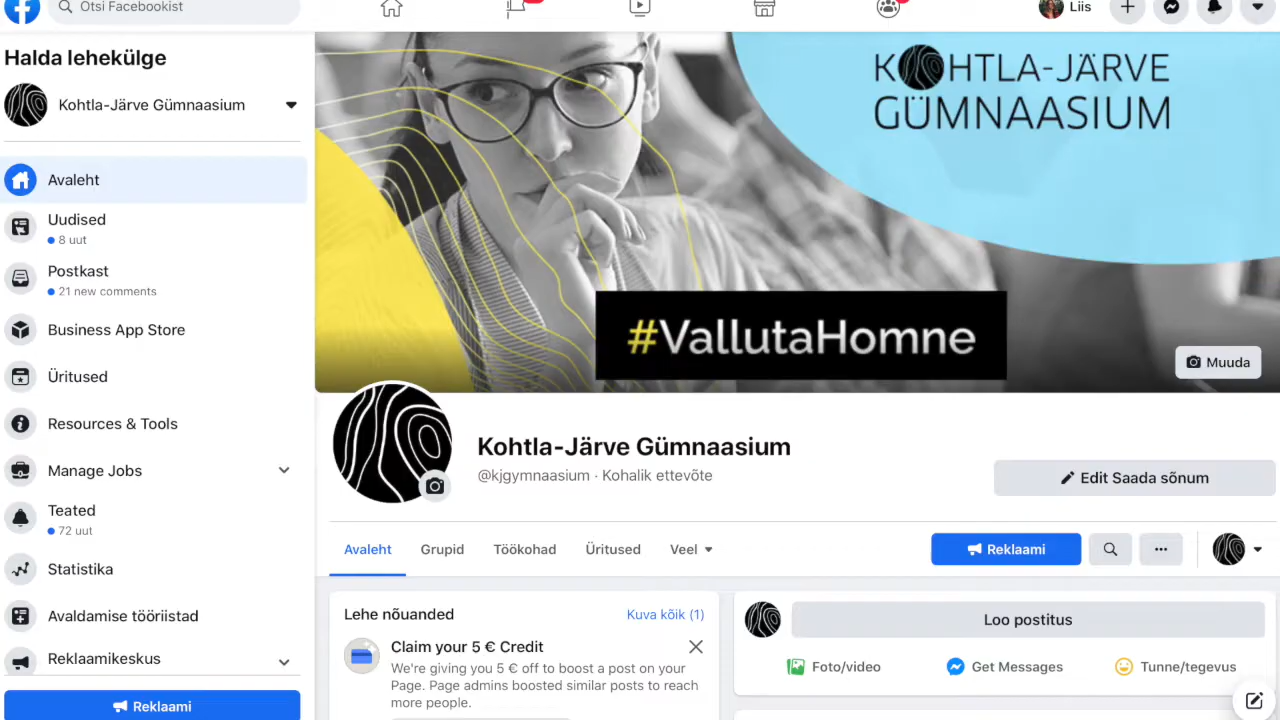 Otsi Facebookist
Liis
Halda lehekülge
Kohtla-Järve Gümnaasium
Avaleht
Uudised
8 uut
Postkast
21 new comments
Business App Store
Üritused
Resources & Tools
Manage Jobs
Teated
72 uut
Statistika
Avaldamise tööriistad
Reklaamikeskus
Reklaami
KOHTLA-JÄRVE
GÜMNAASIUM
#VallutaHomne
Muuda
Kohtla-Järve Gümnaasium
@kjgymnaasium · Kohalik ettevõte
Edit Saada sõnum
Avaleht Grupid Töökohad Üritused Veel
Reklaami
Lehe nõuanded Kuva kõik (1)
Claim your 5 € Credit
We're giving you 5 € off to boost a post on your
Page. Page admins boosted similar posts to reach
more people.
Loo postitus
Foto/video Get Messages Tunne/tegevus